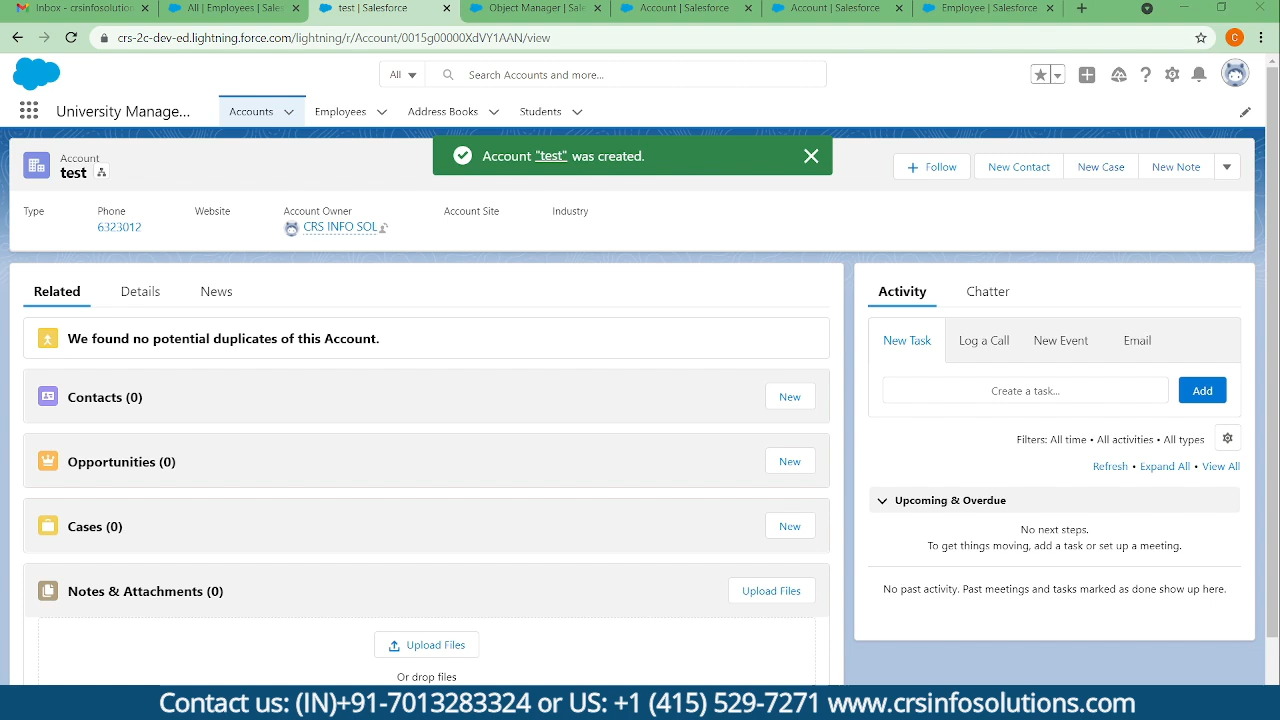 Inbox - crsinfosolution
All | Employees | Sales
test | Salesforce
Object Manager | Sale
Account | Salesforce
Account | Salesforce
Employee | Salesforce
crs-2c-dev-ed.lightning.force.com/lightning/r/Account/0015g00000XdVY1AAN/view
C
All
Search Accounts and more...
University Manage...
Accounts
Employees
Address Books
Students
Account "test" was created.
Account
test
Follow
New Contact
New Case
New Note
Type
Phone
Website
Account Owner
Account Site
Industry
6323012
CRS INFO SOL
Related
Details
News
We found no potential duplicates of this Account.
Contacts (0)
New
Opportunities (0)
New
Cases (0)
New
Notes & Attachments (0)
Upload Files
Upload Files
Or drop files
Activity
Chatter
New Task
Log a Call
New Event
Email
Create a task...
Add
Filters: All time • All activities • All types
Refresh • Expand All • View All
Upcoming & Overdue
No next steps.
To get things moving, add a task or set up a meeting.
No past activity. Past meetings and tasks marked as done show up here.
Contact us: (IN)+91-7013283324 or US: +1 (415) 529-7271 www.crsinfosolutions.com